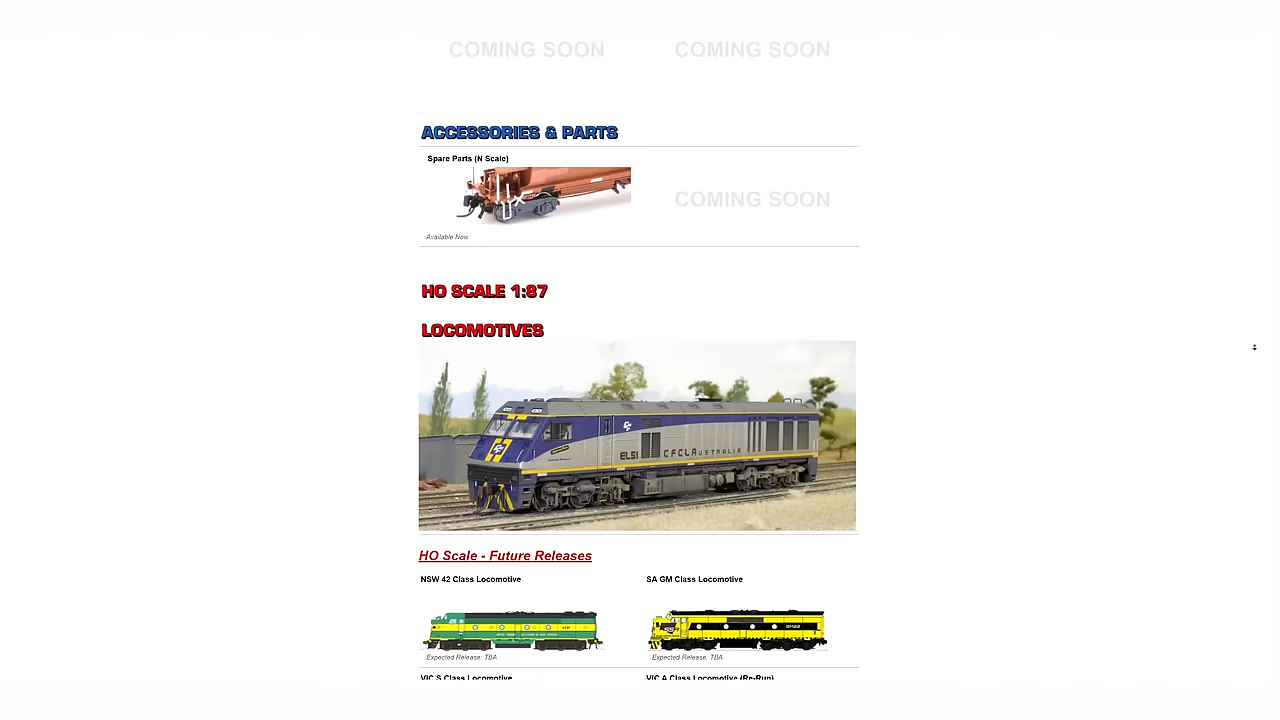 COMING SOON COMING SOON
ACCESSORIES & PARTS
Spare Parts (N Scale)
COMING SOON
Available Now
HO SCALE 1:87
LOCOMOTIVES
EL51 CFCLAUSTRALIA
HO Scale - Future Releases
NSW 42 Class Locomotive SA GM Class Locomotive
Expected Release: TBA Expected Release: TBA
VIC S Class Locomotive VIC A Class Locomotive (Re-Run)